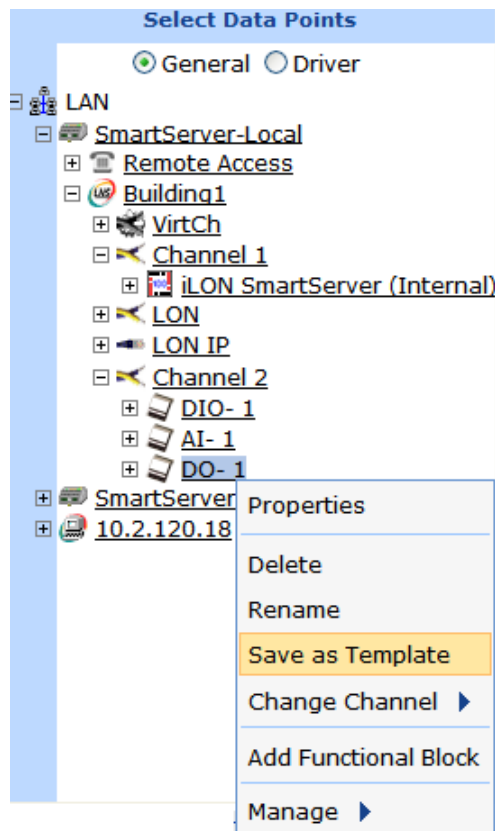 Select Data Points
General Driver
LAN
SmartServer-Local
Remote Access
LNS Building1
VirtCh
Channel 1
iLON SmartServer (Internal)
LON
LON IP
Channel 2
DIO- 1
AI- 1
DO- 1
SmartServer
10.2.120.18
Properties
Delete
Rename
Save as Template
Change Channel
Add Functional Block
Manage